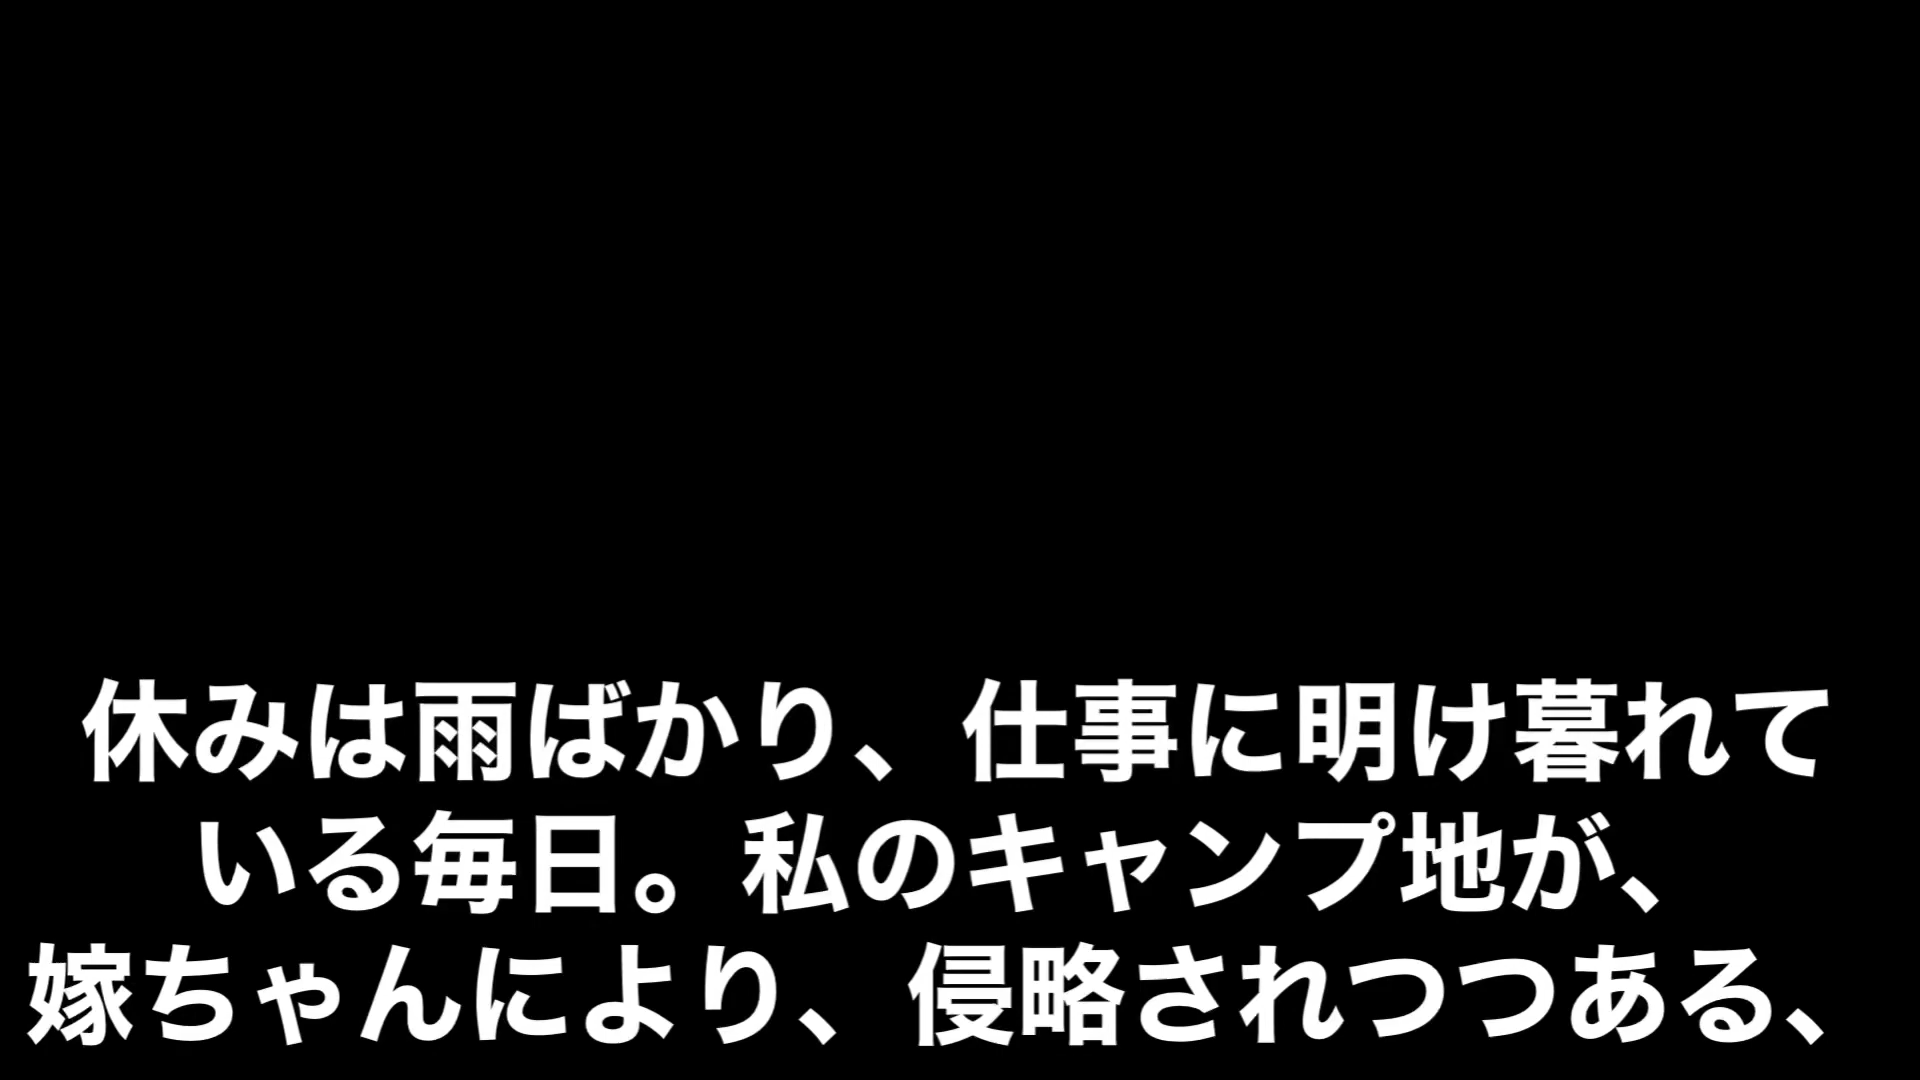 休みは雨ばかり、仕事に明け暮れて
いる毎日。私のキャンプ地が、
嫁ちゃんにより、侵略されつつある、